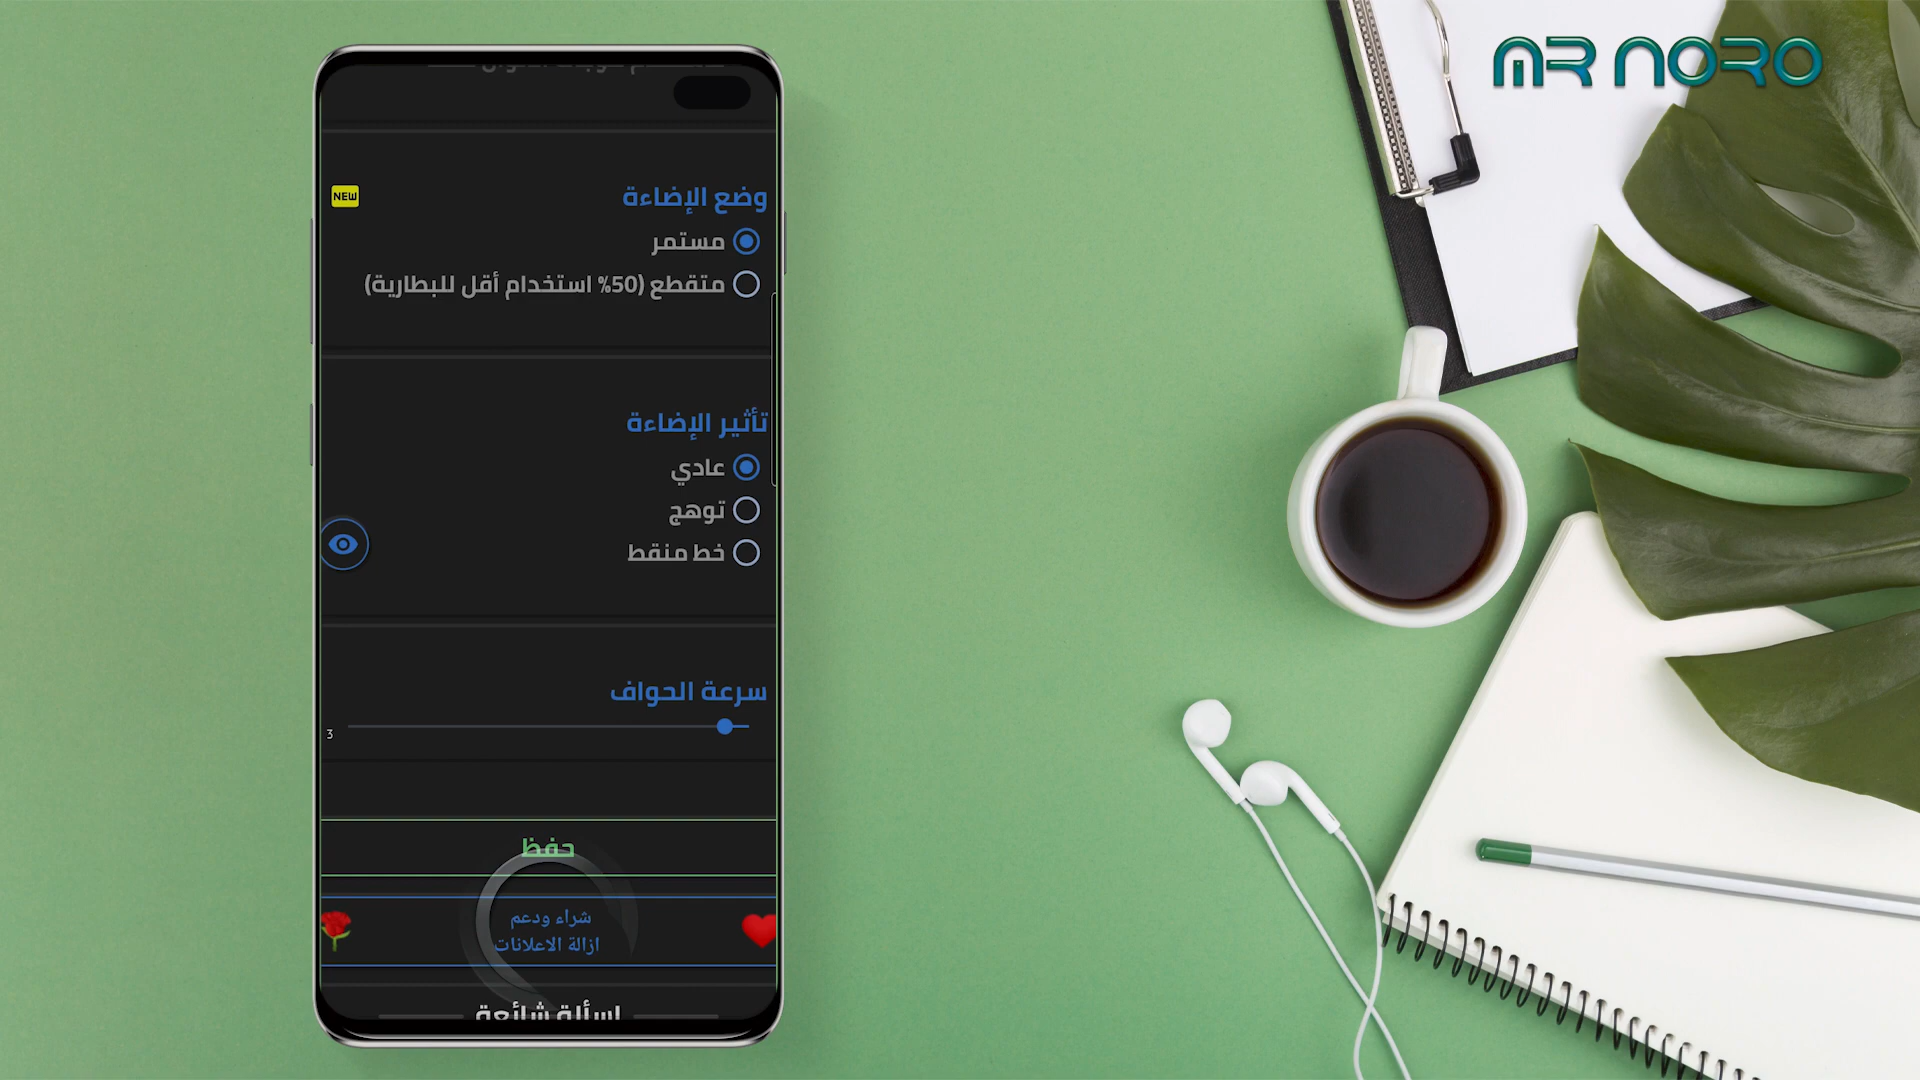 MR NORO
وضع الإضاءة
NEW
مستمر
متقطع (50% استخدام أقل للبطارية)
تأثير الإضاءة
عادي
توهج
خط منقط
سرعة الحواف
3
حفظ
شراء ودعم
ازالة الاعلانات
اسألة شائعة